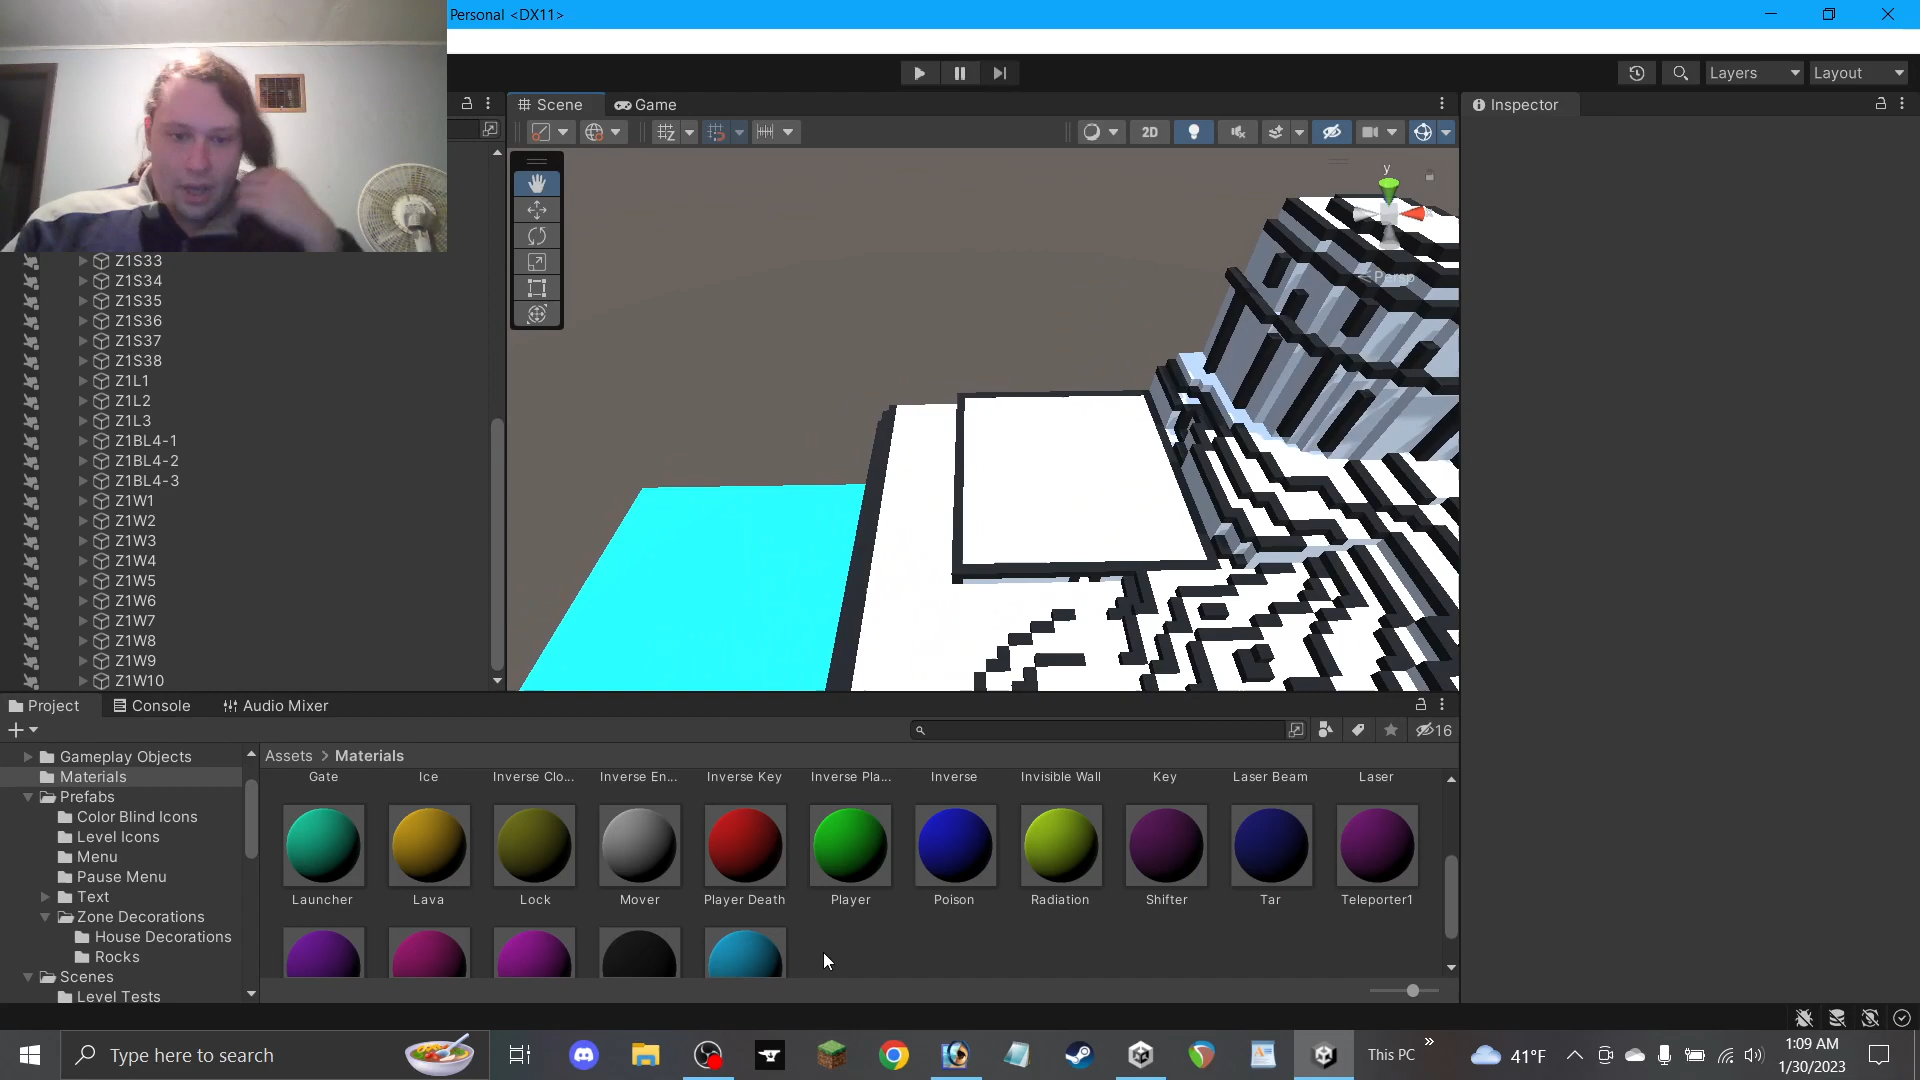 Personal <DX11>
Layers
Layout
Scene
Game
Inspector
2D
y
Persp
Z1S33
Z1S34
Z1S35
Z1S36
Z1S37
Z1S38
Z1L1
Z1L2
Z1L3
Z1BL4-1
Z1BL4-2
Z1BL4-3
Z1W1
Z1W2
Z1W3
Z1W4
Z1W5
Z1W6
Z1W7
Z1W8
Z1W9
Z1W10
Project
Console
Audio Mixer
16
Gameplay Objects
Materials
Prefabs
Color Blind Icons
Level Icons
Menu
Pause Menu
Text
Zone Decorations
House Decorations
Rocks
Scenes
Level Tests
Assets > Materials
Gate
Ice
Inverse Clo...
Inverse En...
Inverse Key
Inverse Pla...
Inverse
Invisible Wall
Key
Laser Beam
Laser
Launcher
Lava
Lock
Mover
Player Death
Player
Poison
Radiation
Shifter
Tar
Teleporter1
Type here to search
This PC
41°F
1:09 AM
1/30/2023